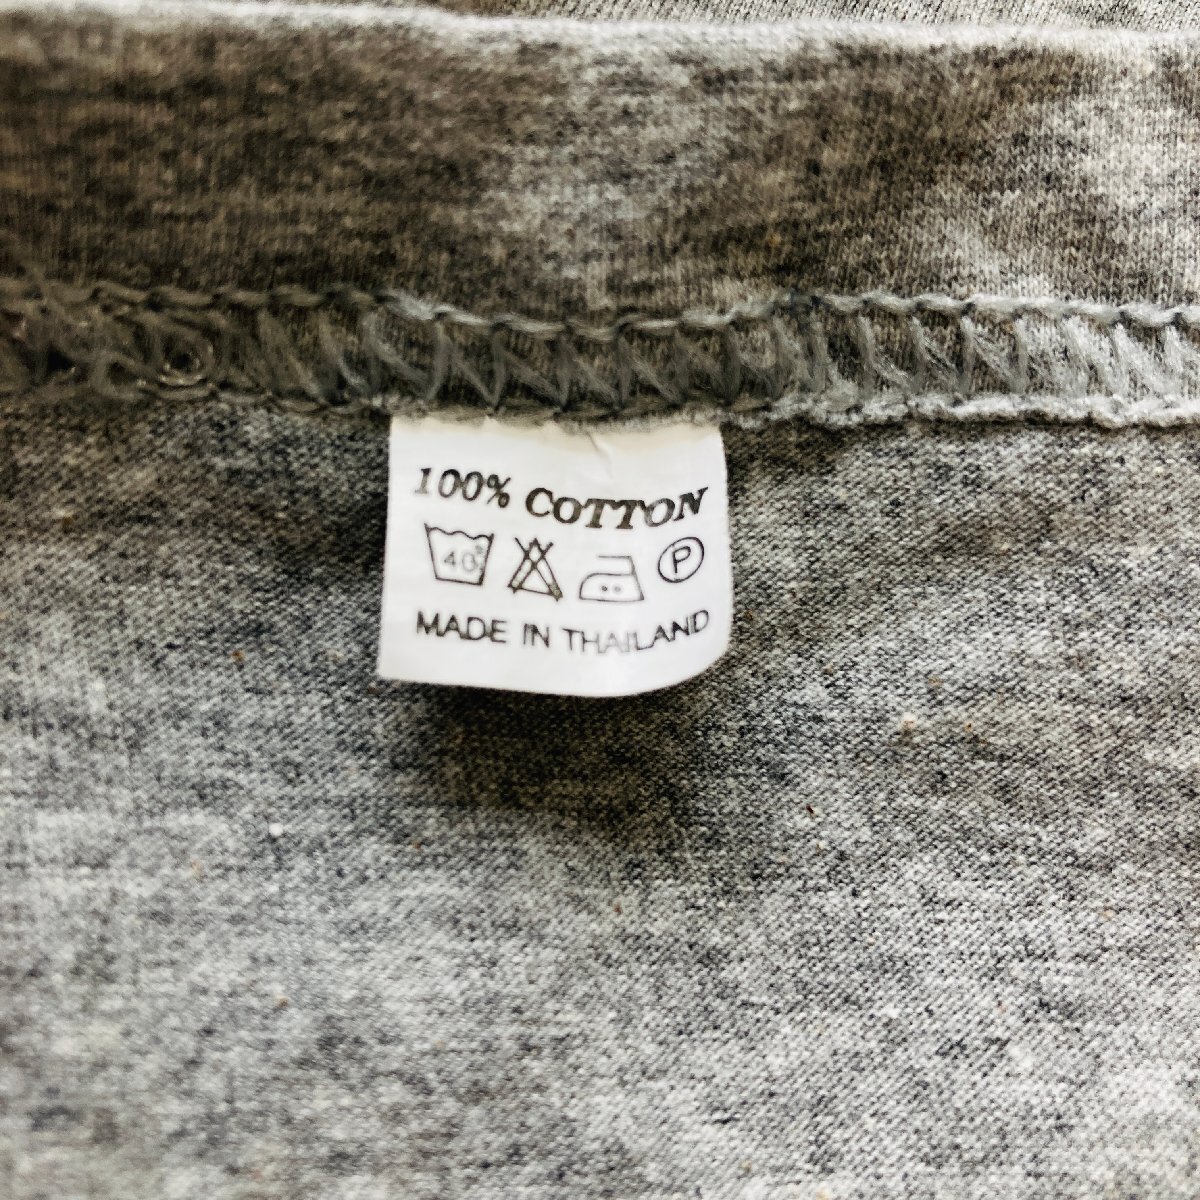 100% COTTON
40° P
MADE IN THAILAND